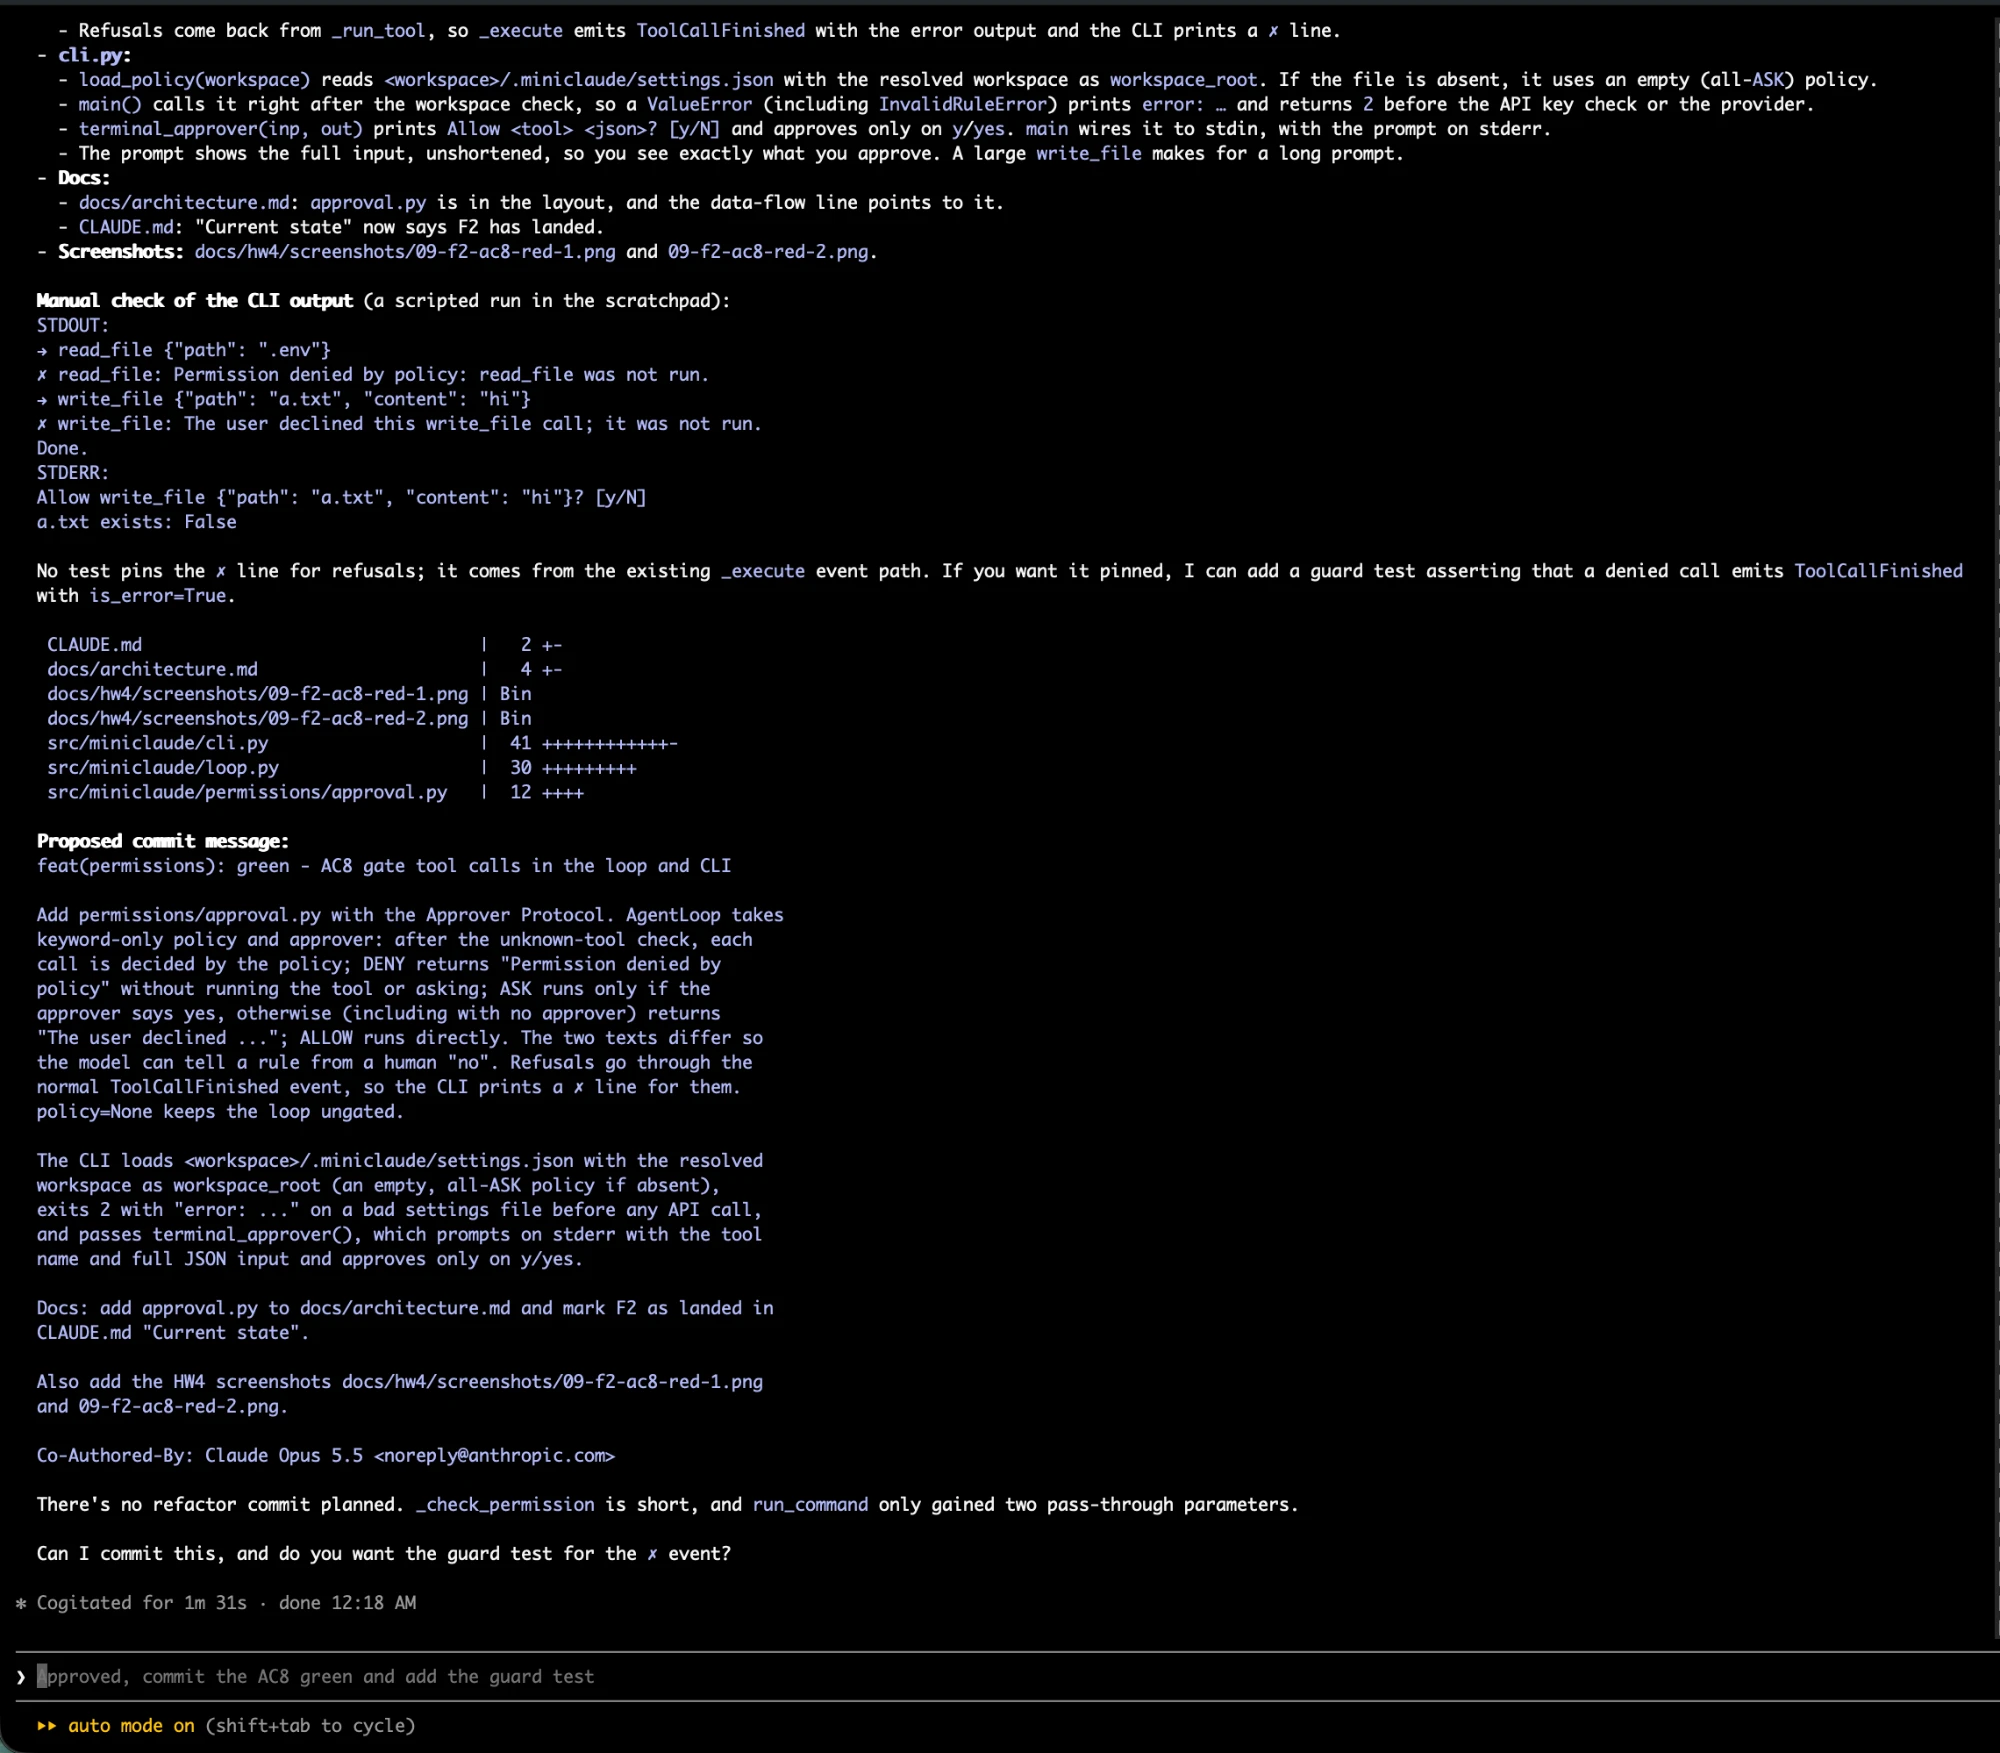 - Refusals come back from _run_tool, so _execute emits ToolCallFinished with the error output and the CLI prints a ✗ line.
- cli.py:
- load_policy(workspace) reads <workspace>/.miniclaude/settings.json with the resolved workspace as workspace_root. If the file is absent, it uses an empty (all-ASK) policy.
- main() calls it right after the workspace check, so a ValueError (including InvalidRuleError) prints error: … and returns 2 before the API key check or the provider.
- terminal_approver(inp, out) prints Allow <tool> <json>? [y/N] and approves only on y/yes. main wires it to stdin, with the prompt on stderr.
- The prompt shows the full input, unshortened, so you see exactly what you approve. A large write_file makes for a long prompt.
- Docs:
- docs/architecture.md: approval.py is in the layout, and the data-flow line points to it.
- CLAUDE.md: "Current state" now says F2 has landed.
- Screenshots: docs/hw4/screenshots/09-f2-ac8-red-1.png and 09-f2-ac8-red-2.png.
Manual check of the CLI output (a scripted run in the scratchpad):
STDOUT:
→ read_file {"path": ".env"}
✗ read_file: Permission denied by policy: read_file was not run.
→ write_file {"path": "a.txt", "content": "hi"}
✗ write_file: The user declined this write_file call; it was not run.
Done.
STDERR:
Allow write_file {"path": "a.txt", "content": "hi"}? [y/N]
a.txt exists: False
No test pins the ✗ line for refusals; it comes from the existing _execute event path. If you want it pinned, I can add a guard test asserting that a denied call emits ToolCallFinished
with is_error=True.
CLAUDE.md | 2 +-
docs/architecture.md | 4 +-
docs/hw4/screenshots/09-f2-ac8-red-1.png | Bin
docs/hw4/screenshots/09-f2-ac8-red-2.png | Bin
src/miniclaude/cli.py | 41 ++++++++++++-
src/miniclaude/loop.py | 30 +++++++++
src/miniclaude/permissions/approval.py | 12 ++++
Proposed commit message:
feat(permissions): green - AC8 gate tool calls in the loop and CLI
Add permissions/approval.py with the Approver Protocol. AgentLoop takes
keyword-only policy and approver: after the unknown-tool check, each
call is decided by the policy; DENY returns "Permission denied by
policy" without running the tool or asking; ASK runs only if the
approver says yes, otherwise (including with no approver) returns
"The user declined ..."; ALLOW runs directly. The two texts differ so
the model can tell a rule from a human "no". Refusals go through the
normal ToolCallFinished event, so the CLI prints a ✗ line for them.
policy=None keeps the loop ungated.
The CLI loads <workspace>/.miniclaude/settings.json with the resolved
workspace as workspace_root (an empty, all-ASK policy if absent),
exits 2 with "error: ..." on a bad settings file before any API call,
and passes terminal_approver(), which prompts on stderr with the tool
name and full JSON input and approves only on y/yes.
Docs: add approval.py to docs/architecture.md and mark F2 as landed in
CLAUDE.md "Current state".
Also add the HW4 screenshots docs/hw4/screenshots/09-f2-ac8-red-1.png
and 09-f2-ac8-red-2.png.
Co-Authored-By: Claude Opus 5.5 <noreply@anthropic.com>
There's no refactor commit planned. _check_permission is short, and run_command only gained two pass-through parameters.
Can I commit this, and do you want the guard test for the ✗ event?
* Cogitated for 1m 31s · done 12:18 AM
❯ Approved, commit the AC8 green and add the guard test
▸▸ auto mode on (shift+tab to cycle)